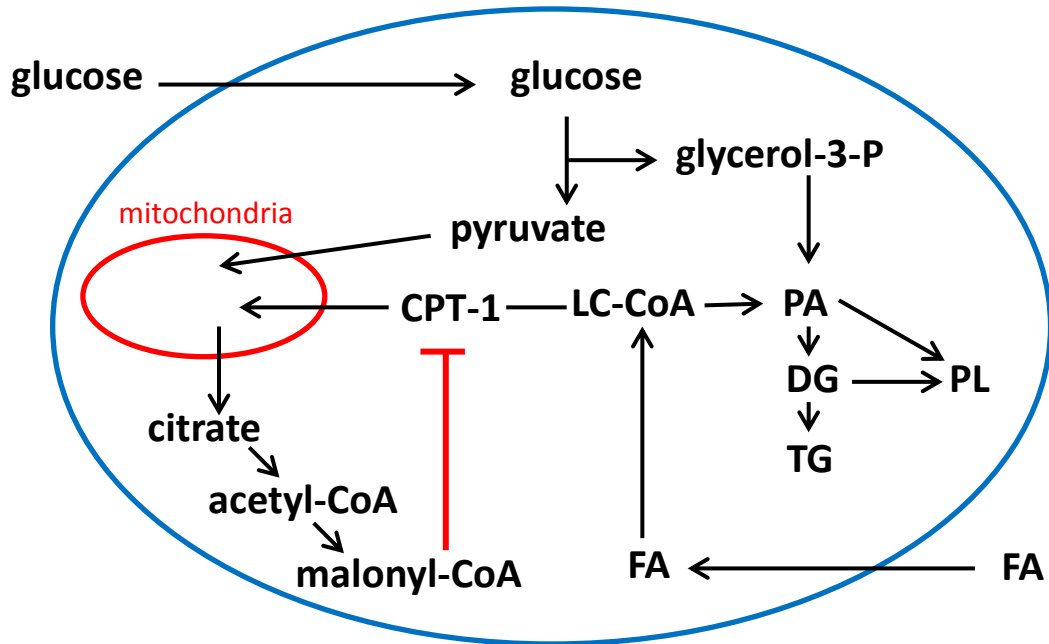 glucose
glucose
glycerol-3-P
mitochondria
pyruvate
CPT-1
LC-CoA
PA
DG
PL
citrate
TG
acetyl-CoA
malonyl-CoA
FA
FA